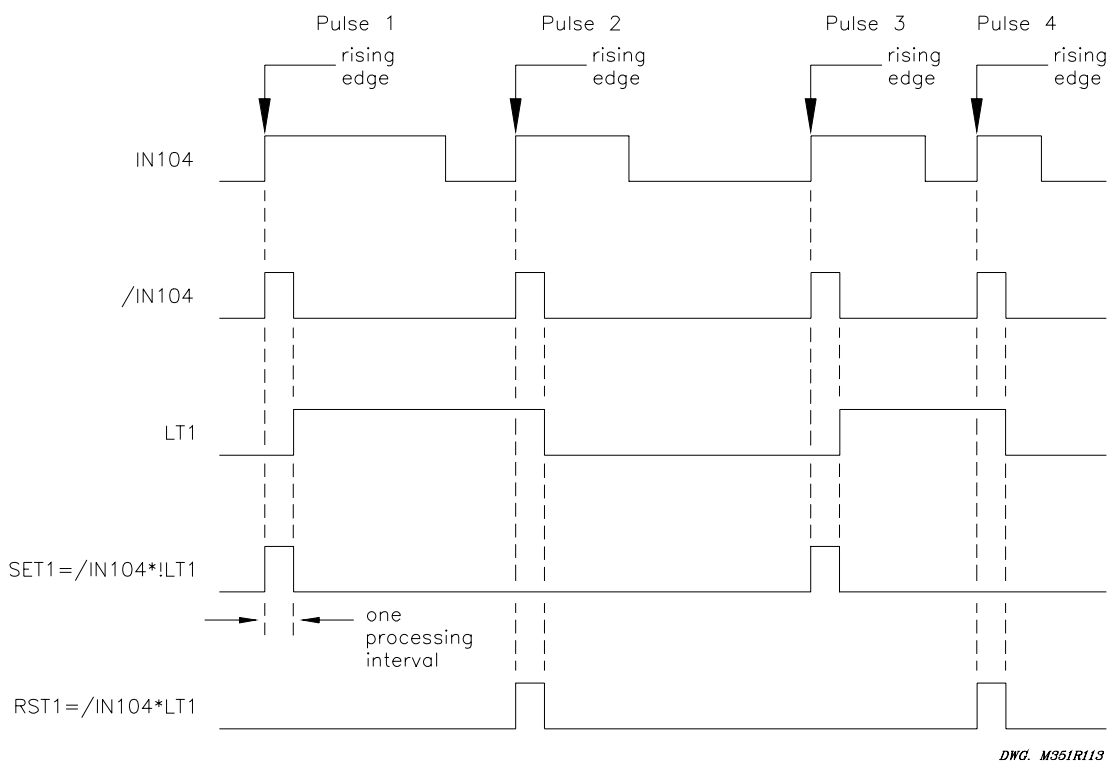 Pulse 1
Pulse 2
Pulse 3
Pulse 4
rising
edge
rising
edge
rising
edge
rising
edge
IN104
/IN104
LT1
SET1=/IN104*!LT1
one
processing
interval
RST1=/IN104*LT1
DWG. M351R113